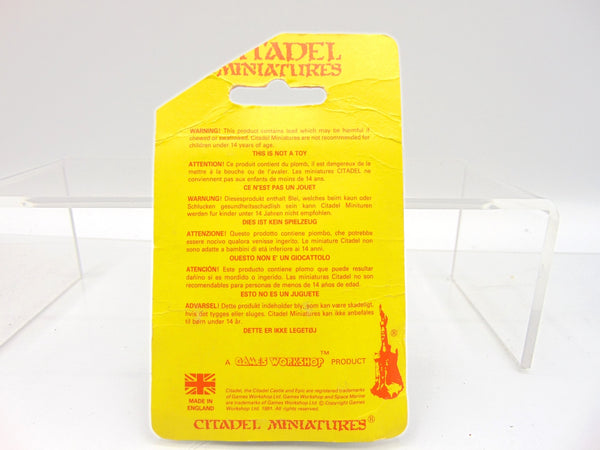 CITADEL
MINIATURES
WARNING! This product contains lead which may be harmful if
chewed or swallowed. Citadel Miniatures are not recommended for
children under 14 years of age.
THIS IS NOT A TOY
ATTENTION! Ce produit contient du plomb, il est dangereux de la
mettre à la bouche ou de l'avaler. Les miniatures CITADEL ne
conviennent pas aux enfants de moins de 14 ans.
CE N'EST PAS UN JOUET
WARNUNG! Diesesprodukt enthalt Blei, welches beim kaun oder
Schlucken gesundheitsschadlish sein kann Citadel Minituren
werden fur kinder unter 14 Jahren nicht empfohlen.
DIES IST KEIN SPIELZEUG
ATTENZIONE! Questo prodotto contiene piombo, che potrebbe
essere nocivo qualora venisse ingerito. Le miniature Citadel non
sono adatte a bambini di età inferiore ai 14 anni.
QUESTO NON E' UN GIOCATTOLO
ATENCIÓN! Este producto contiene plomo que puede resultar
dañino si es mordido o ingerido. Las miniaturas Citadel no son
recomendables para personas de menos de 14 años de edad.
ESTO NO ES UN JUGUETE
ADVARSEL! Dette produkt indeholder bly, som kan være skadeligt,
hvis det tygges eller sluges. Citadel Miniatures kan ikke anbefales
til børn under 14 år.
DETTE ER IKKE LEGETØJ
®
A GAMES WORKSHOP™ PRODUCT
MADE IN
ENGLAND
Citadel, the Citadel Castle and Epic are registered trademarks
of Games Workshop Ltd. Games Workshop and Space Marine
are trademarks of Games Workshop Ltd. © Copyright Games
Workshop Ltd. 1991. All rights reserved.
CITADEL MINIATURES®